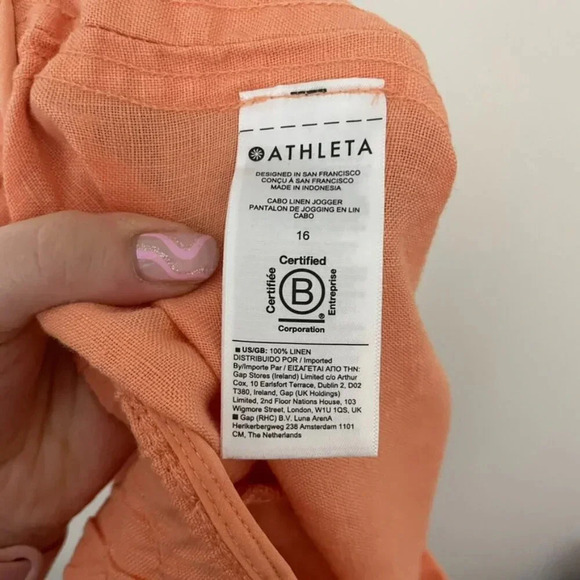 ATHLETA
DESIGNED IN SAN FRANCISCO
CONÇU À SAN FRANCISCO
MADE IN INDONESIA
CABO LINEN JOGGER
PANTALON DE JOGGING EN LIN
CABO
16
Certified
Certifiée
B
®
Entreprise
Corporation
■ US/GB: 100% LINEN
DISTRIBUIDO POR / Imported
By/Importe Par / ΕΙΣΑΓΕΤΑΙ ΑΠΟ ΤΗΝ:
Gap Stores (Ireland) Limited c/o Arthur
Cox, 10 Earlsfort Terrace, Dublin 2, D02
T380, Ireland, Gap (UK Holdings)
Limited, 2nd Floor Nations House, 103
Wigmore Street, London, W1U 1QS, UK
■ Gap (RHC) B.V. Luna ArenA
Herikerbergweg 238 Amsterdam 1101
CM, The Netherlands